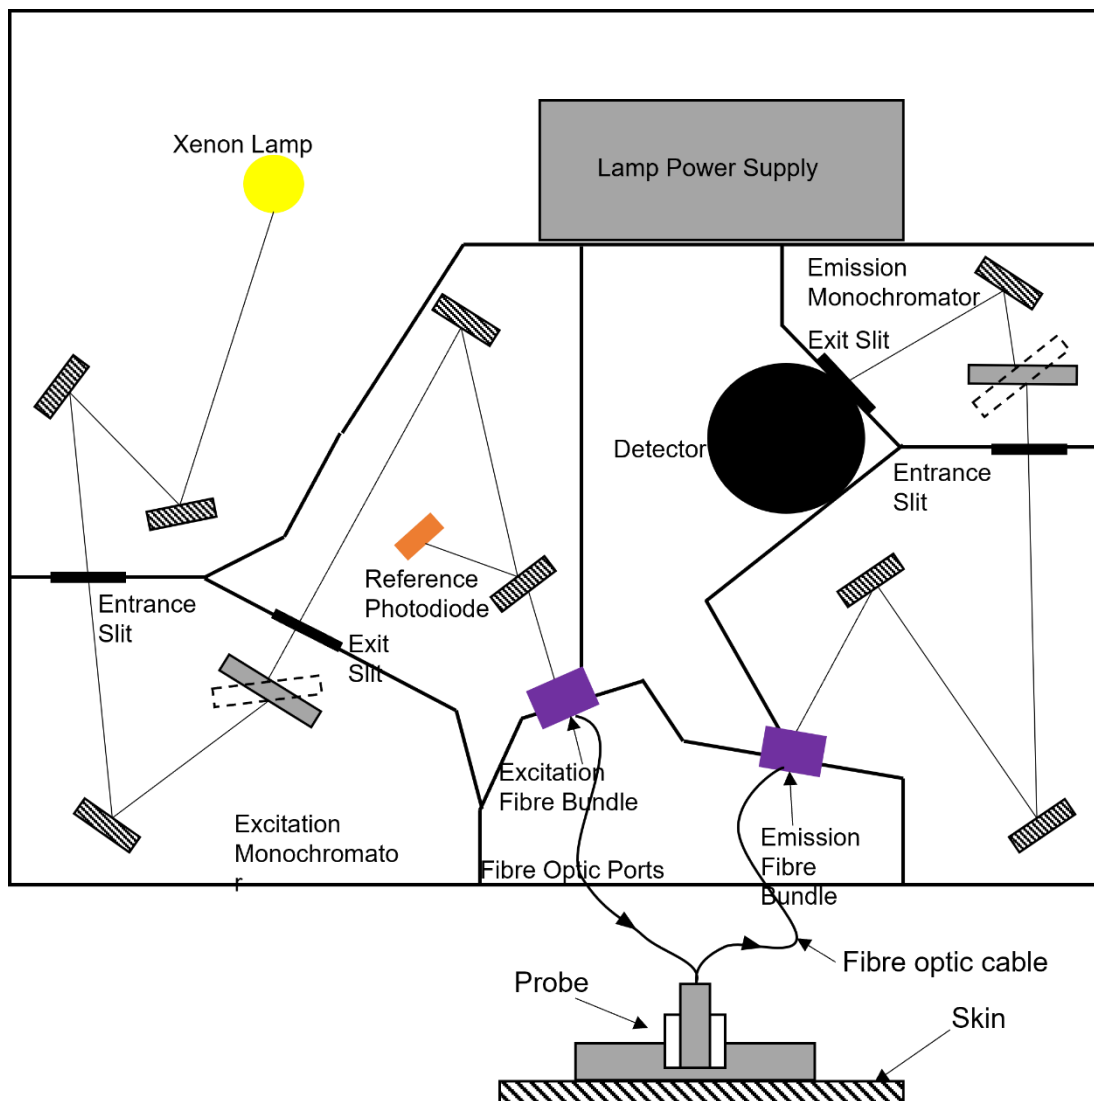 Xenon Lamp
Lamp Power Supply
Emission
Monochromator
Exit Slit
Detector
Entrance
Slit
Reference
Photodiode
Entrance
Slit
Exit
Slit
Excitation
Fibre Bundle
Excitation
Monochromato
r
Emission
Fibre
Bundle
Fibre Optic Ports
Fibre optic cable
Probe
Skin